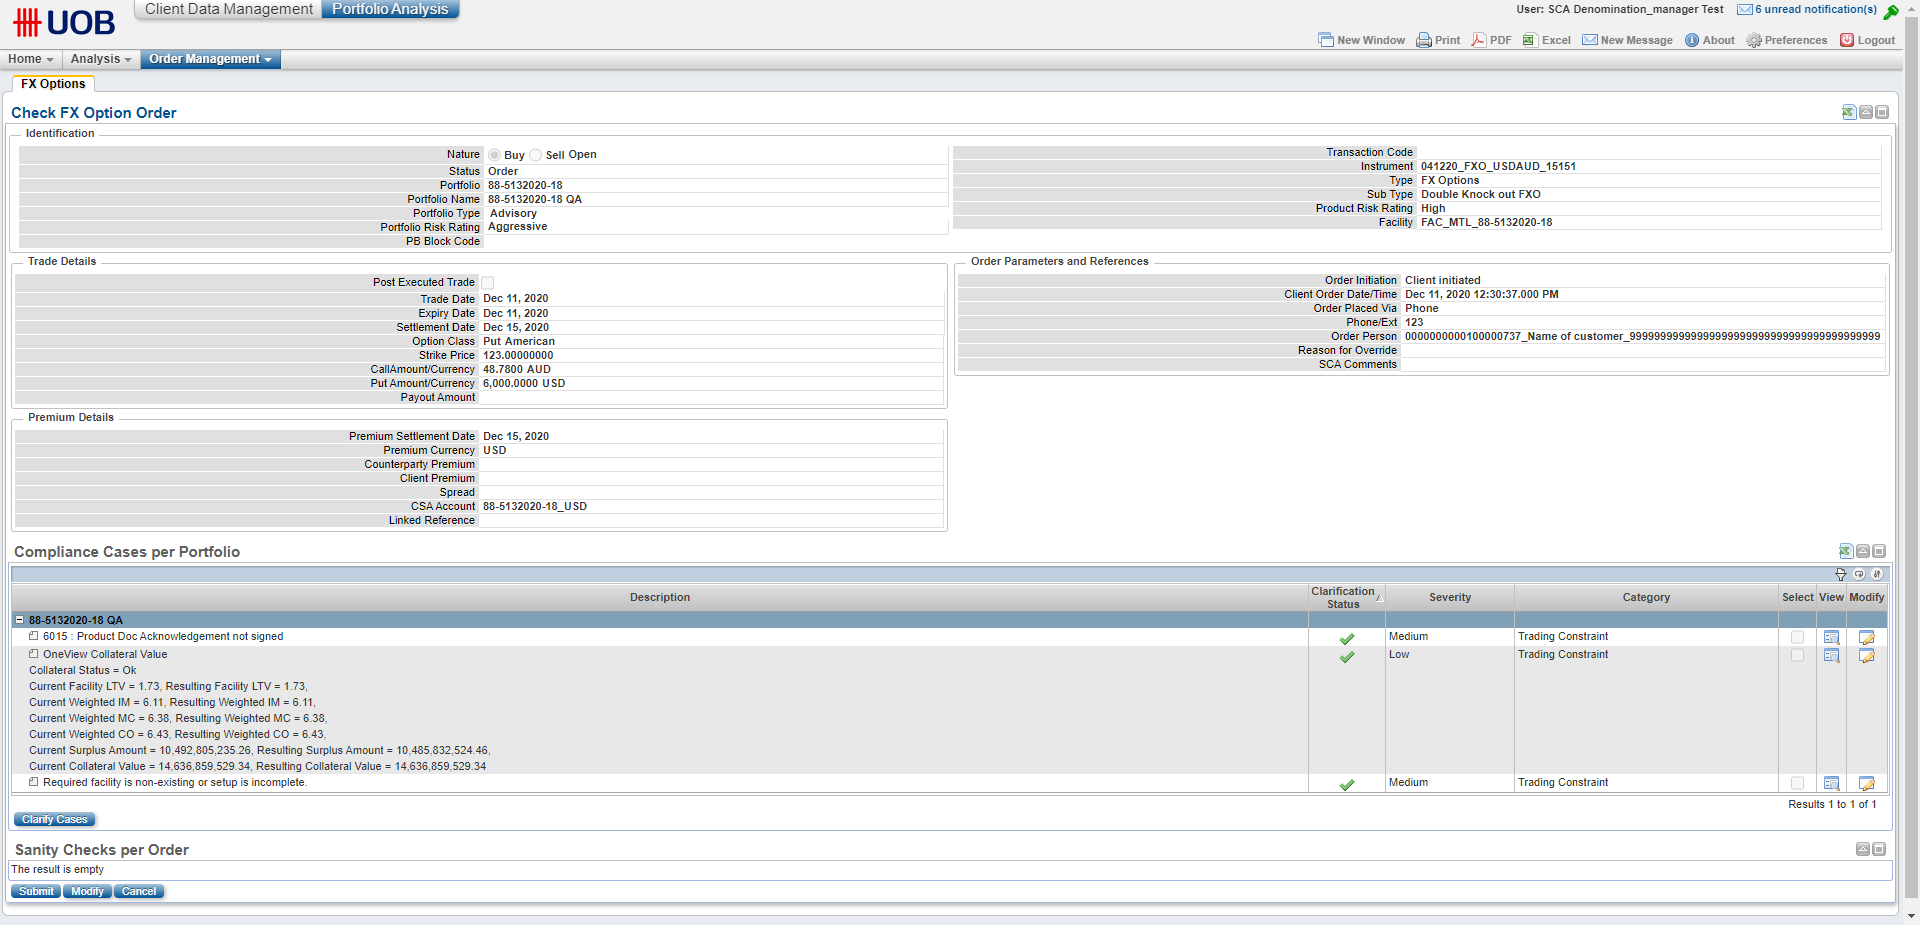 UOB
Client Data Management
Portfolio Analysis
User: SCA Denomination_manager Test
6 unread notification(s)
New Window
Print
PDF
Excel
New Message
About
Preferences
Logout
Home
Analysis
Order Management
FX Options
Check FX Option Order
Identification
Nature Buy Sell Open
Status Order
Portfolio 88-5132020-18
Portfolio Name 88-5132020-18 QA
Portfolio Type Advisory
Portfolio Risk Rating Aggressive
PB Block Code
Transaction Code
Instrument 041220_FXO_USDAUD_15151
Type FX Options
Sub Type Double Knock out FXO
Product Risk Rating High
Facility FAC_MTL_88-5132020-18
Trade Details
Post Executed Trade
Trade Date Dec 11, 2020
Expiry Date Dec 11, 2020
Settlement Date Dec 15, 2020
Option Class Put American
Strike Price 123.00000000
CallAmount/Currency 48.7800 AUD
Put Amount/Currency 6,000.0000 USD
Payout Amount
Order Parameters and References
Order Initiation Client initiated
Client Order Date/Time Dec 11, 2020 12:30:37.000 PM
Order Placed Via Phone
Phone/Ext 123
Order Person
Reason for Override
SCA Comments
Premium Details
Premium Settlement Date Dec 15, 2020
Premium Currency USD
Counterparty Premium
Client Premium
Spread
CSA Account 88-5132020-18_USD
Linked Reference
Compliance Cases per Portfolio
Description Clarification Status Severity Category Select View Modify
88-5132020-18 QA
6015 : Product Doc Acknowledgement not signed Medium Trading Constraint
OneView Collateral Value Low Trading Constraint
Collateral Status = Ok
Current Facility LTV = 1.73, Resulting Facility LTV = 1.73,
Current Weighted IM = 6.11, Resulting Weighted IM = 6.11,
Current Weighted MC = 6.38, Resulting Weighted MC = 6.38,
Current Weighted CO = 6.43, Resulting Weighted CO = 6.43,
Current Surplus Amount = 10,492,805,235.26, Resulting Surplus Amount = 10,485,832,524.46,
Current Collateral Value = 14,636,859,529.34, Resulting Collateral Value = 14,636,859,529.34
Required facility is non-existing or setup is incomplete. Medium Trading Constraint
Results 1 to 1 of 1
Clarify Cases
Sanity Checks per Order
The result is empty
Submit
Modify
Cancel